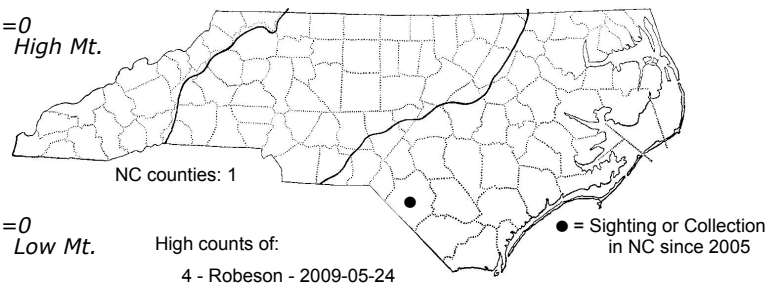 =0
High Mt.
NC counties: 1
=0
Low Mt.
High counts of:
4 - Robeson - 2009-05-24
● = Sighting or Collection
in NC since 2005